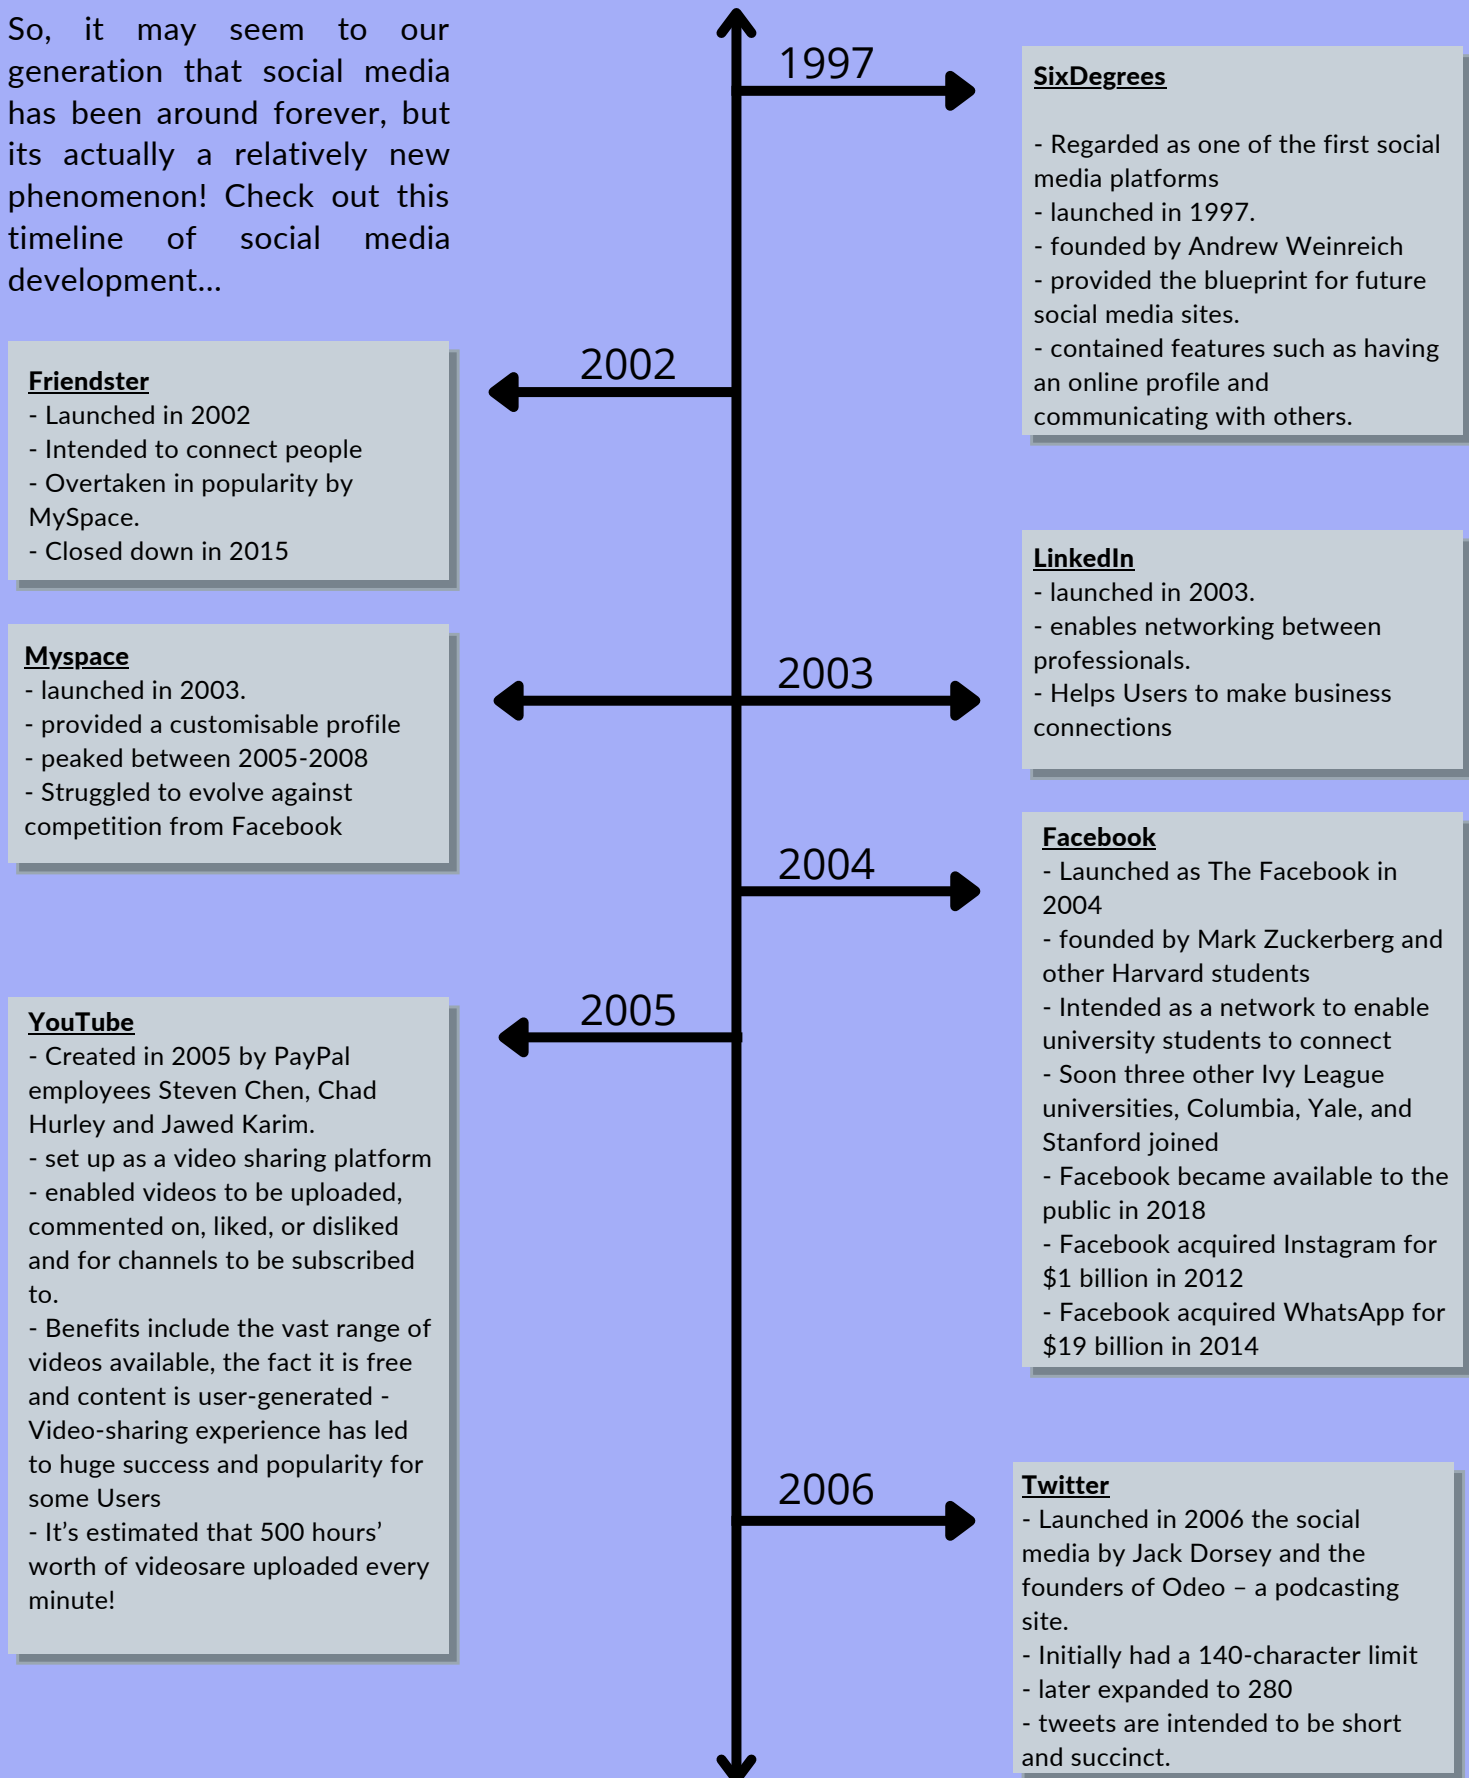 So, it may seem to our
generation that social media
has been around forever, but
its actually a relatively new
phenomenon! Check out this
timeline of social media
development...
1997
SixDegrees
- Regarded as one of the first social
media platforms
- launched in 1997.
- founded by Andrew Weinreich
- provided the blueprint for future
social media sites.
- contained features such as having
an online profile and
communicating with others.
2002
Friendster
- Launched in 2002
- Intended to connect people
- Overtaken in popularity by
MySpace.
- Closed down in 2015
2003
LinkedIn
- launched in 2003.
- enables networking between
professionals.
- Helps Users to make business
connections
Myspace
- launched in 2003.
- provided a customisable profile
- peaked between 2005-2008
- Struggled to evolve against
competition from Facebook
2004
Facebook
- Launched as The Facebook in
2004
- founded by Mark Zuckerberg and
other Harvard students
- Intended as a network to enable
university students to connect
- Soon three other Ivy League
universities, Columbia, Yale, and
Stanford joined
- Facebook became available to the
public in 2018
- Facebook acquired Instagram for
$1 billion in 2012
- Facebook acquired WhatsApp for
$19 billion in 2014
2005
YouTube
- Created in 2005 by PayPal
employees Steven Chen, Chad
Hurley and Jawed Karim.
- set up as a video sharing platform
- enabled videos to be uploaded,
commented on, liked, or disliked
and for channels to be subscribed
to.
- Benefits include the vast range of
videos available, the fact it is free
and content is user-generated -
Video-sharing experience has led
to huge success and popularity for
some Users
- It’s estimated that 500 hours’
worth of videosare uploaded every
minute!
2006
Twitter
- Launched in 2006 the social
media by Jack Dorsey and the
founders of Odeo – a podcasting
site.
- Initially had a 140-character limit
- later expanded to 280
- tweets are intended to be short
and succinct.